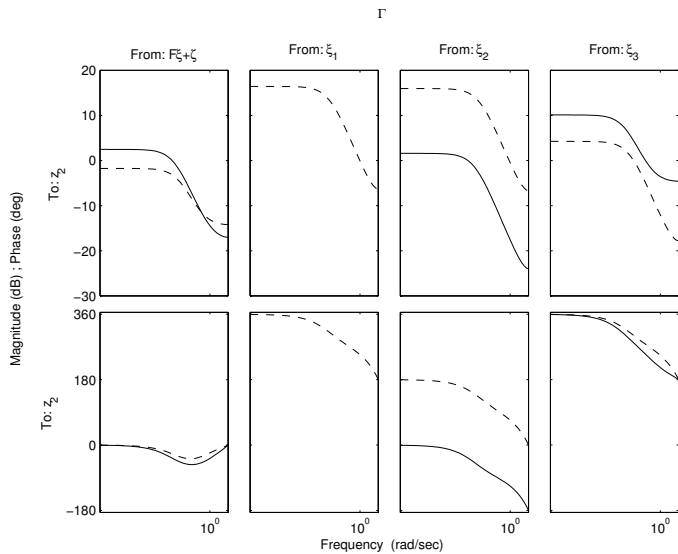 Γ
From: Fξ+ζ
From: ξ1
From: ξ2
From: ξ3
Magnitude (dB) ; Phase (deg)
To: z2
20
10
0
−10
−20
−30
To: z2
360
180
0
−180
10^0
10^0
10^0
10^0
Frequency (rad/sec)